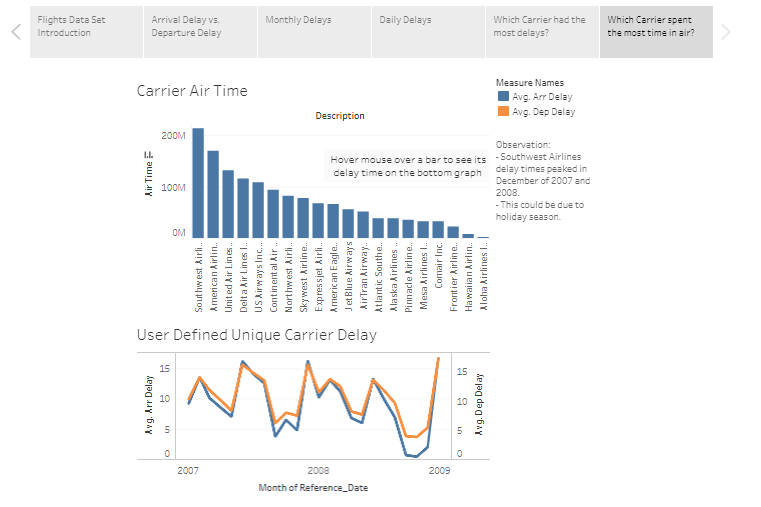 Flights Data Set
Introduction
Arrival Delay vs.
Departure Delay
Monthly Delays
Daily Delays
Which Carrier had the
most delays?
Which Carrier spent
the most time in air?
Carrier Air Time
Measure Names
Avg. Arr Delay
Avg. Dep Delay
Description
Air Time
200M
100M
0M
Hover mouse over a bar to see its
delay time on the bottom graph
Observation:
- Southwest Airlines
delay times peaked in
December of 2007 and
2008.
- This could be due to
holiday season.
Southwest Airli..
American Airlin..
United Air Lines..
Delta Air Lines I..
US Airways Inc...
Continental Air ..
Northwest Airli..
Skywest Airline..
Expressjet Airli..
American Eagle..
JetBlue Airways
AirTran Airway..
Atlantic Southe..
Alaska Airlines ..
Pinnacle Airline..
Mesa Airlines I..
Comair Inc.
Frontier Airline..
Hawaiian Airlin..
Aloha Airlines I..
User Defined Unique Carrier Delay
Avg. Arr Delay
15
10
5
0
15
10
5
0
Avg. Dep Delay
2007
2008
2009
Month of Reference_Date